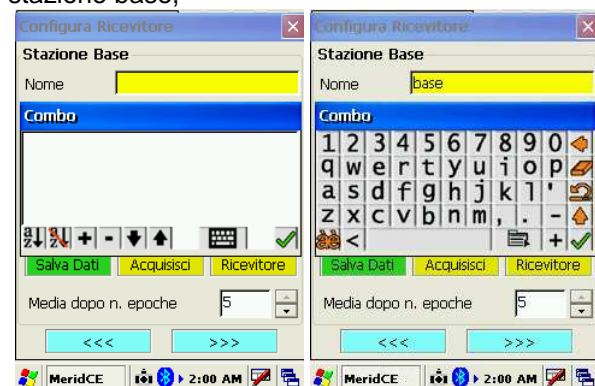 stazione base;
Configura Ricevitore
Stazione Base
Nome
Combo
Salva Dati Acquisisci Ricevitore
Media dopo n. epoche 5
<<< >>>
MeridCE 2:00 AM
Configura Ricevitore
Stazione Base
Nome base
Combo
1 2 3 4 5 6 7 8 9 0
q w e r t y u i o p
a s d f g h j k l '
z x c v b n m , . -
< +
Salva Dati Acquisisci Ricevitore
Media dopo n. epoche 5
<<< >>>
MeridCE 2:00 AM